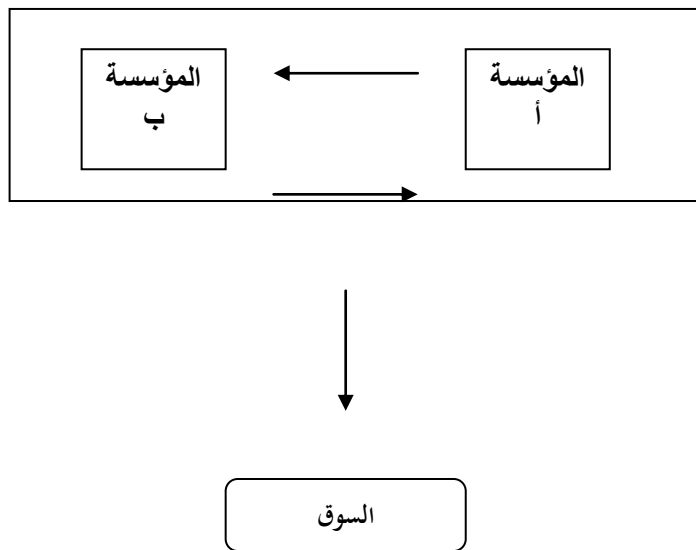 المؤسسة
أ
المؤسسة
ب
السوق